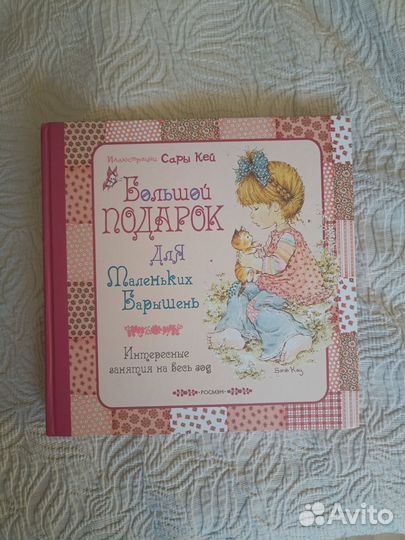 Иллюстрации Сары Кей
Большой
ПОДАРОК
для
Маленьких
Барышень
Интересные
занятия на весь год
Sarah Kay
РОСМЭН
Avito